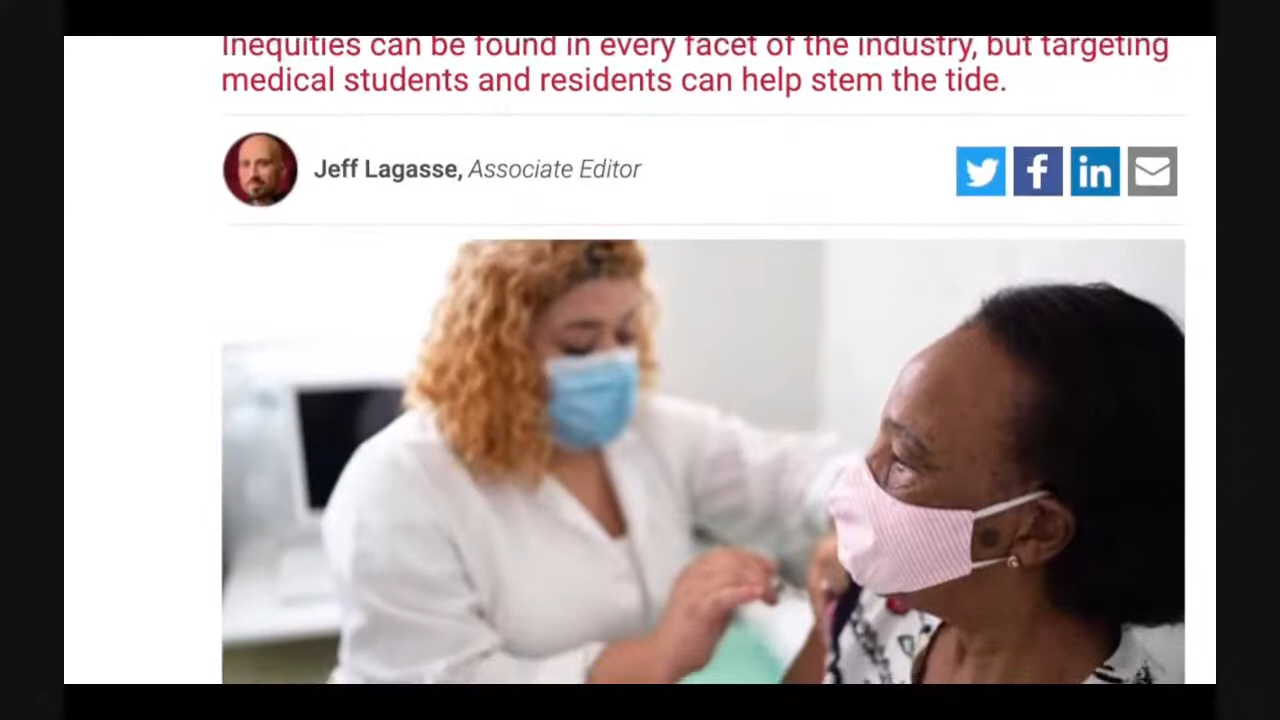 Inequities can be found in every facet of the industry, but targeting
medical students and residents can help stem the tide.
Jeff Lagasse, Associate Editor